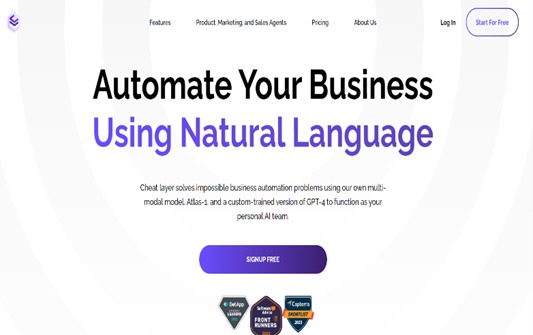 Features
Product, Marketing, and Sales Agents
Pricing
About Us
Log In
Start For Free
Automate Your Business
Using Natural Language
Cheat layer solves impossible business automation problems using our own multi-
modal model, Atlas-1, and a custom-trained version of GPT-4 to function as your
personal AI team.
SIGNUP FREE
GetApp
LEADERS
Software Advice
FRONT
RUNNERS
2023
Capterra
SHORTLIST
2023